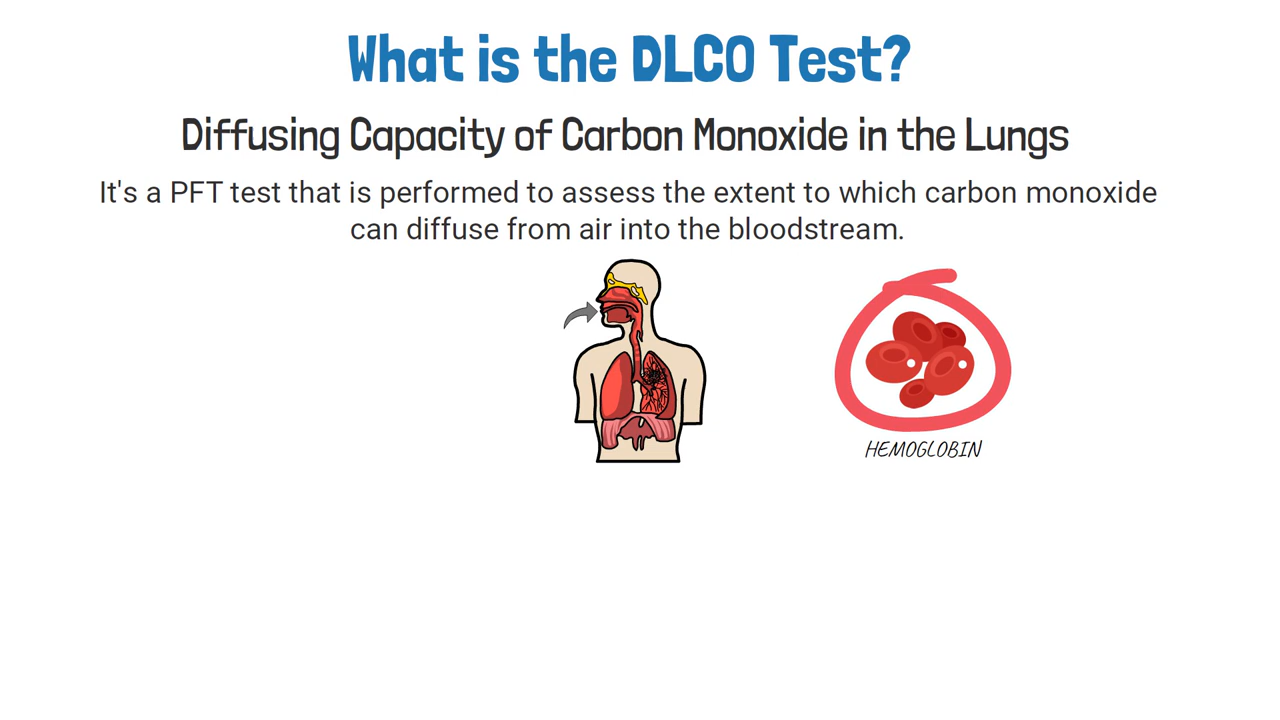 What is the DLCO Test?
Diffusing Capacity of Carbon Monoxide in the Lungs
It's a PFT test that is performed to assess the extent to which carbon monoxide
can diffuse from air into the bloodstream.
HEMOGLOBIN